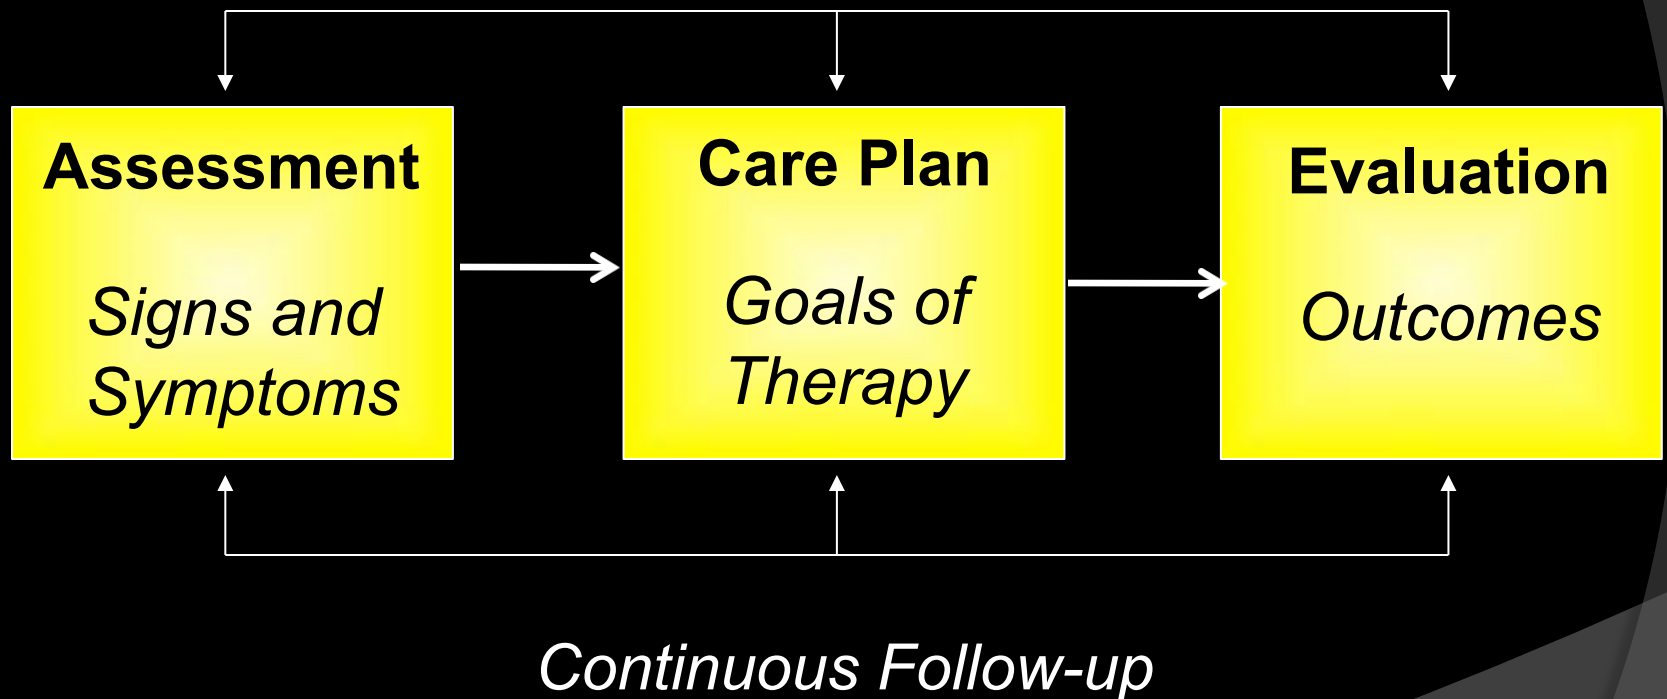 Assessment
Signs and
Symptoms
Care Plan
Goals of
Therapy
Evaluation
Outcomes
Continuous Follow-up